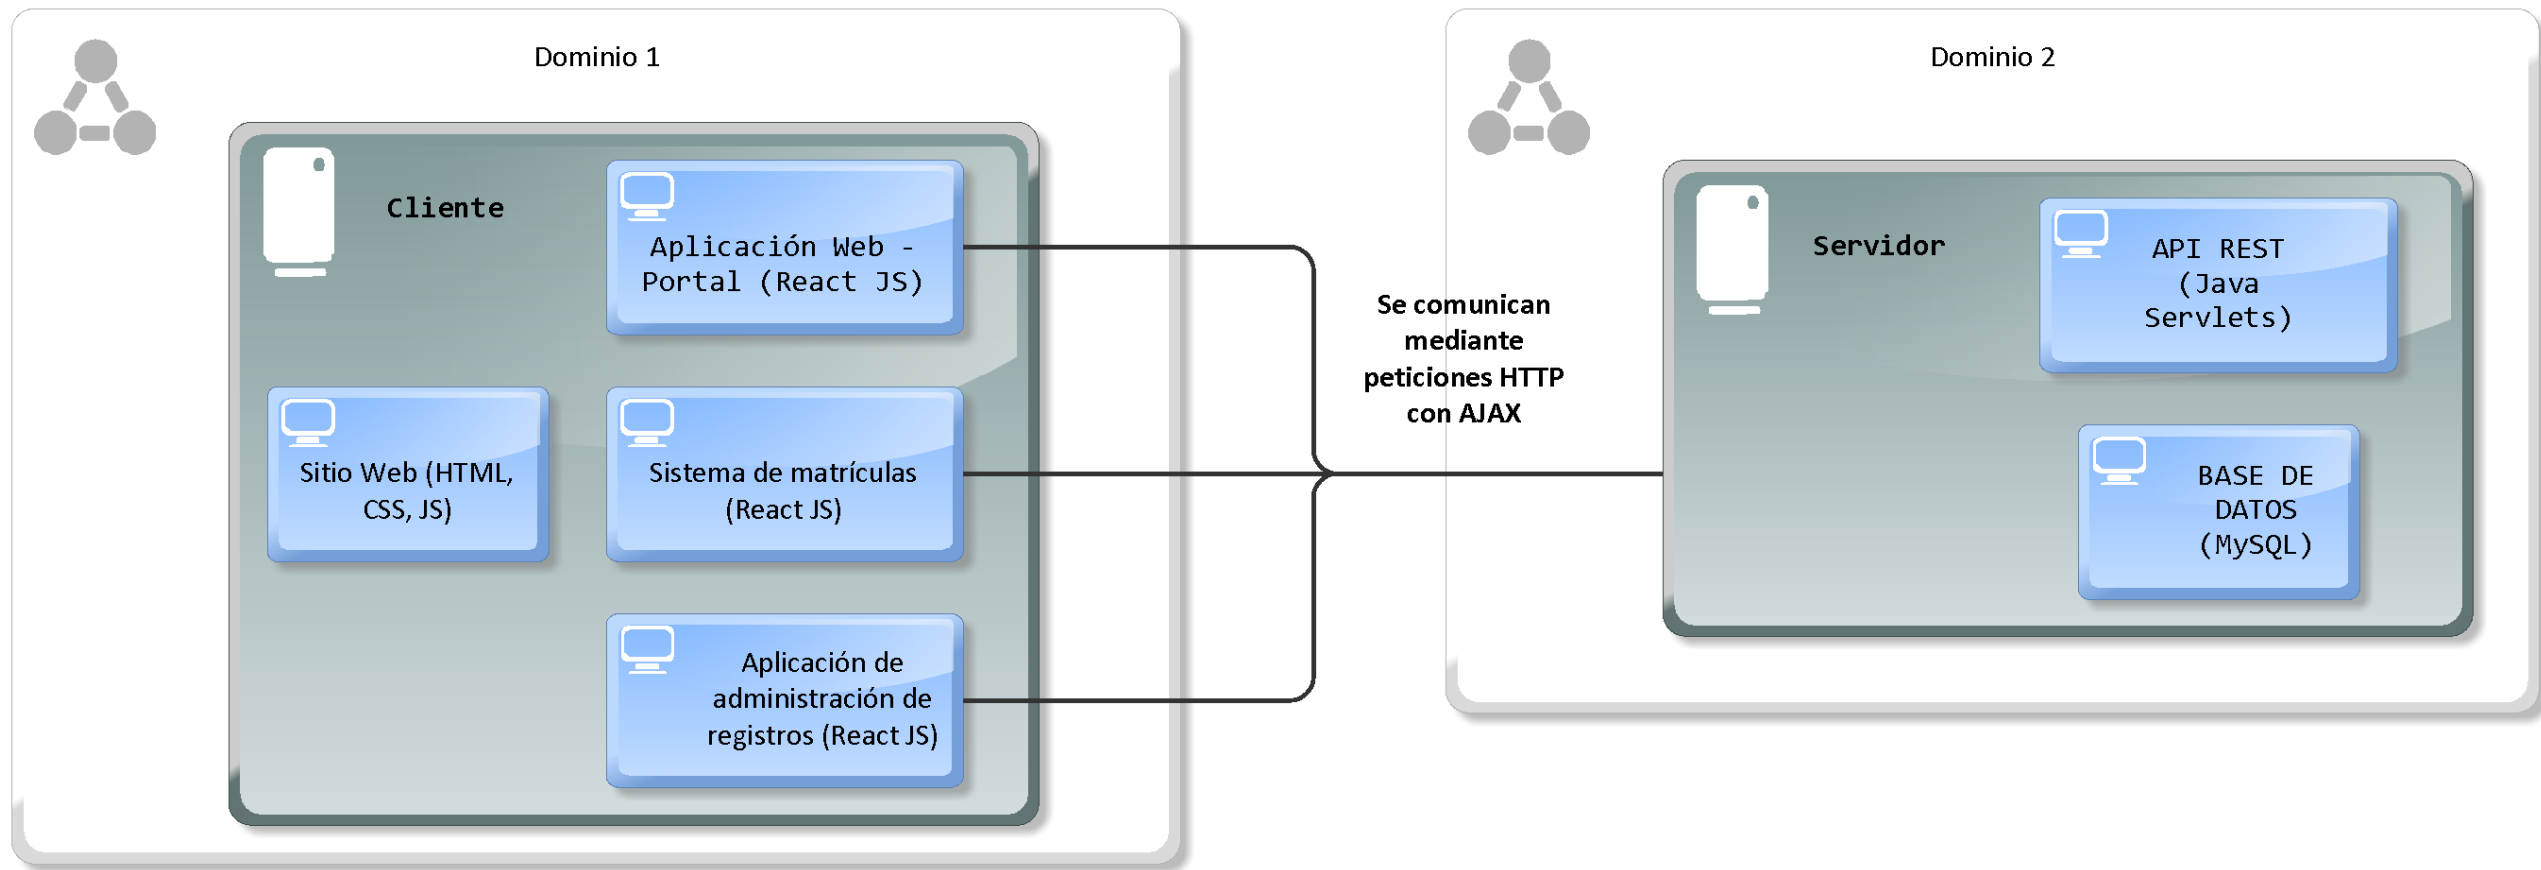 Dominio 1
Cliente
Aplicación Web -
Portal (React JS)
Sitio Web (HTML,
CSS, JS)
Sistema de matrículas
(React JS)
Aplicación de
administración de
registros (React JS)
Se comunican
mediante
peticiones HTTP
con AJAX
Dominio 2
Servidor
API REST
(Java
Servlets)
BASE DE
DATOS
(MySQL)